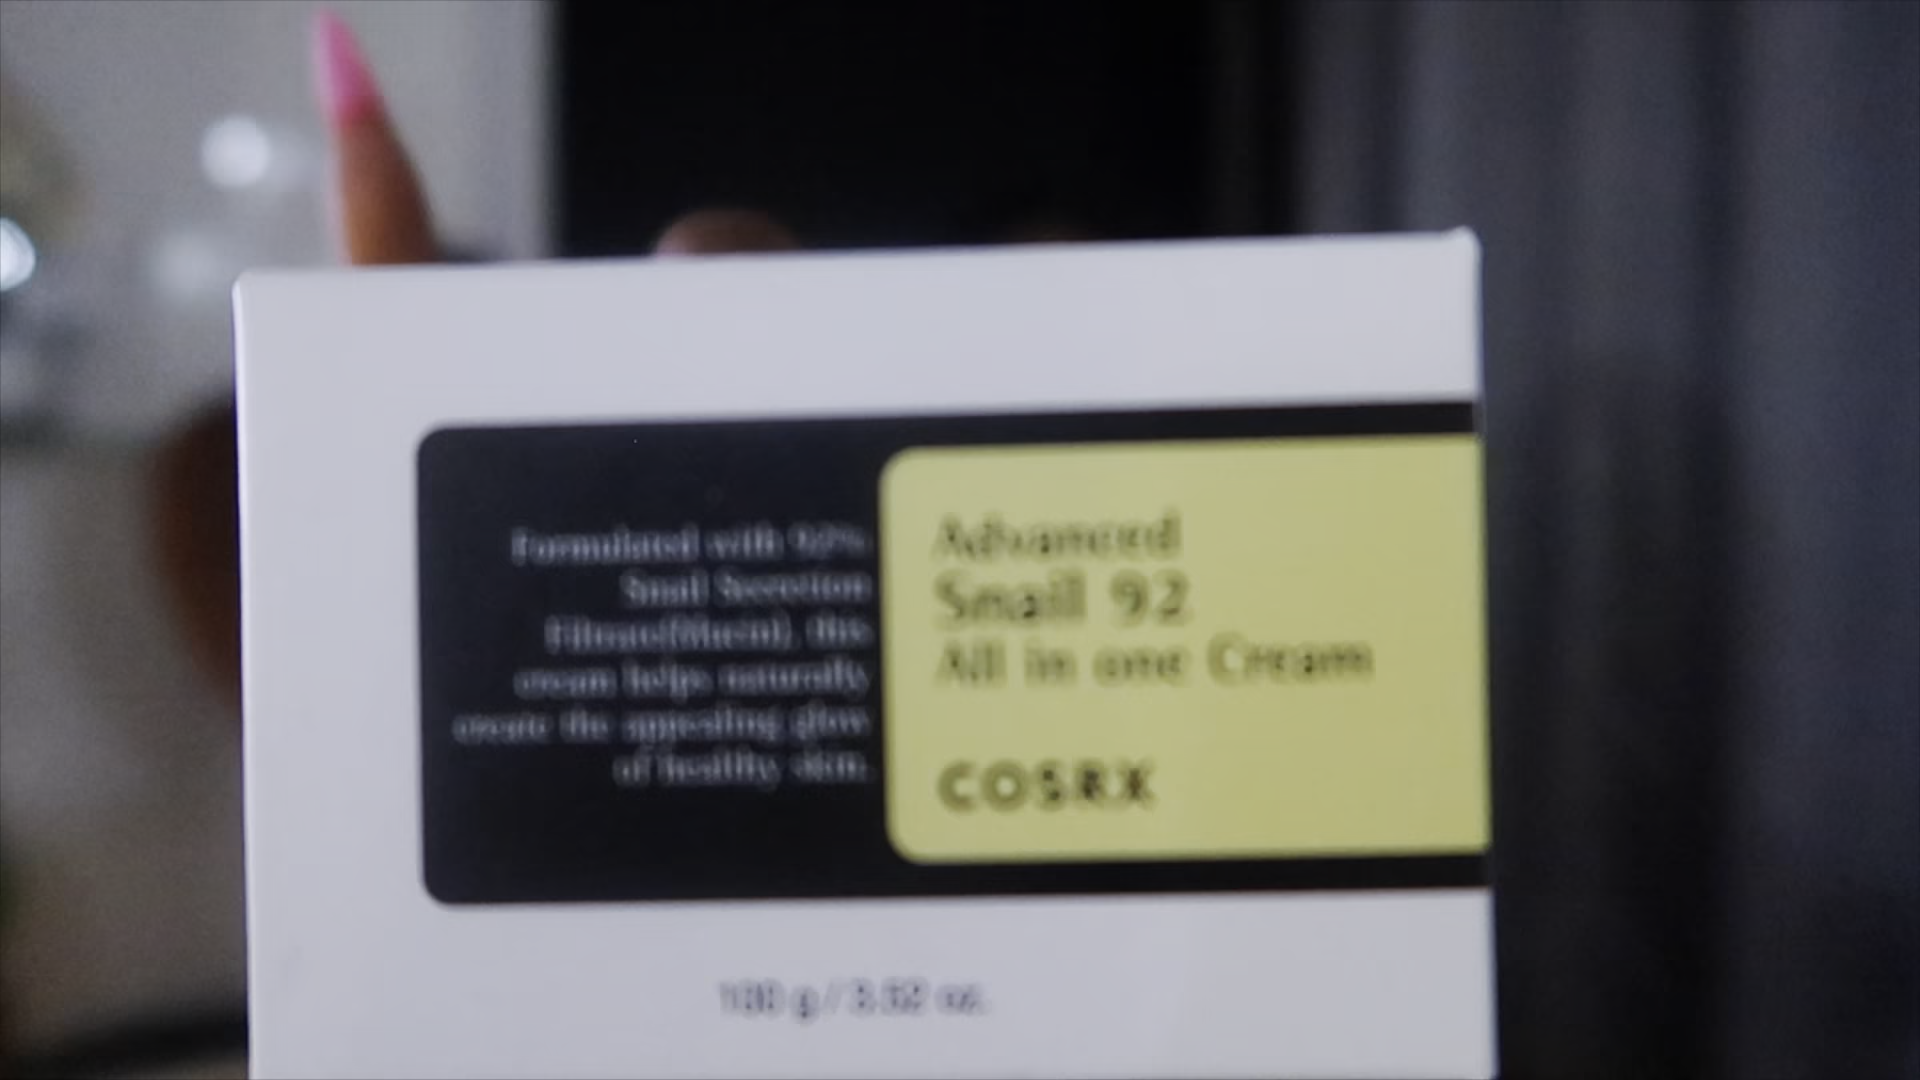 Formulated with 92%
Snail Secretion
Filtrate(Mucin), this
cream helps naturally
create the appealing glow
of healthy skin.
Advanced
Snail 92
All in one Cream
COSRX
100 g / 3.52 oz.